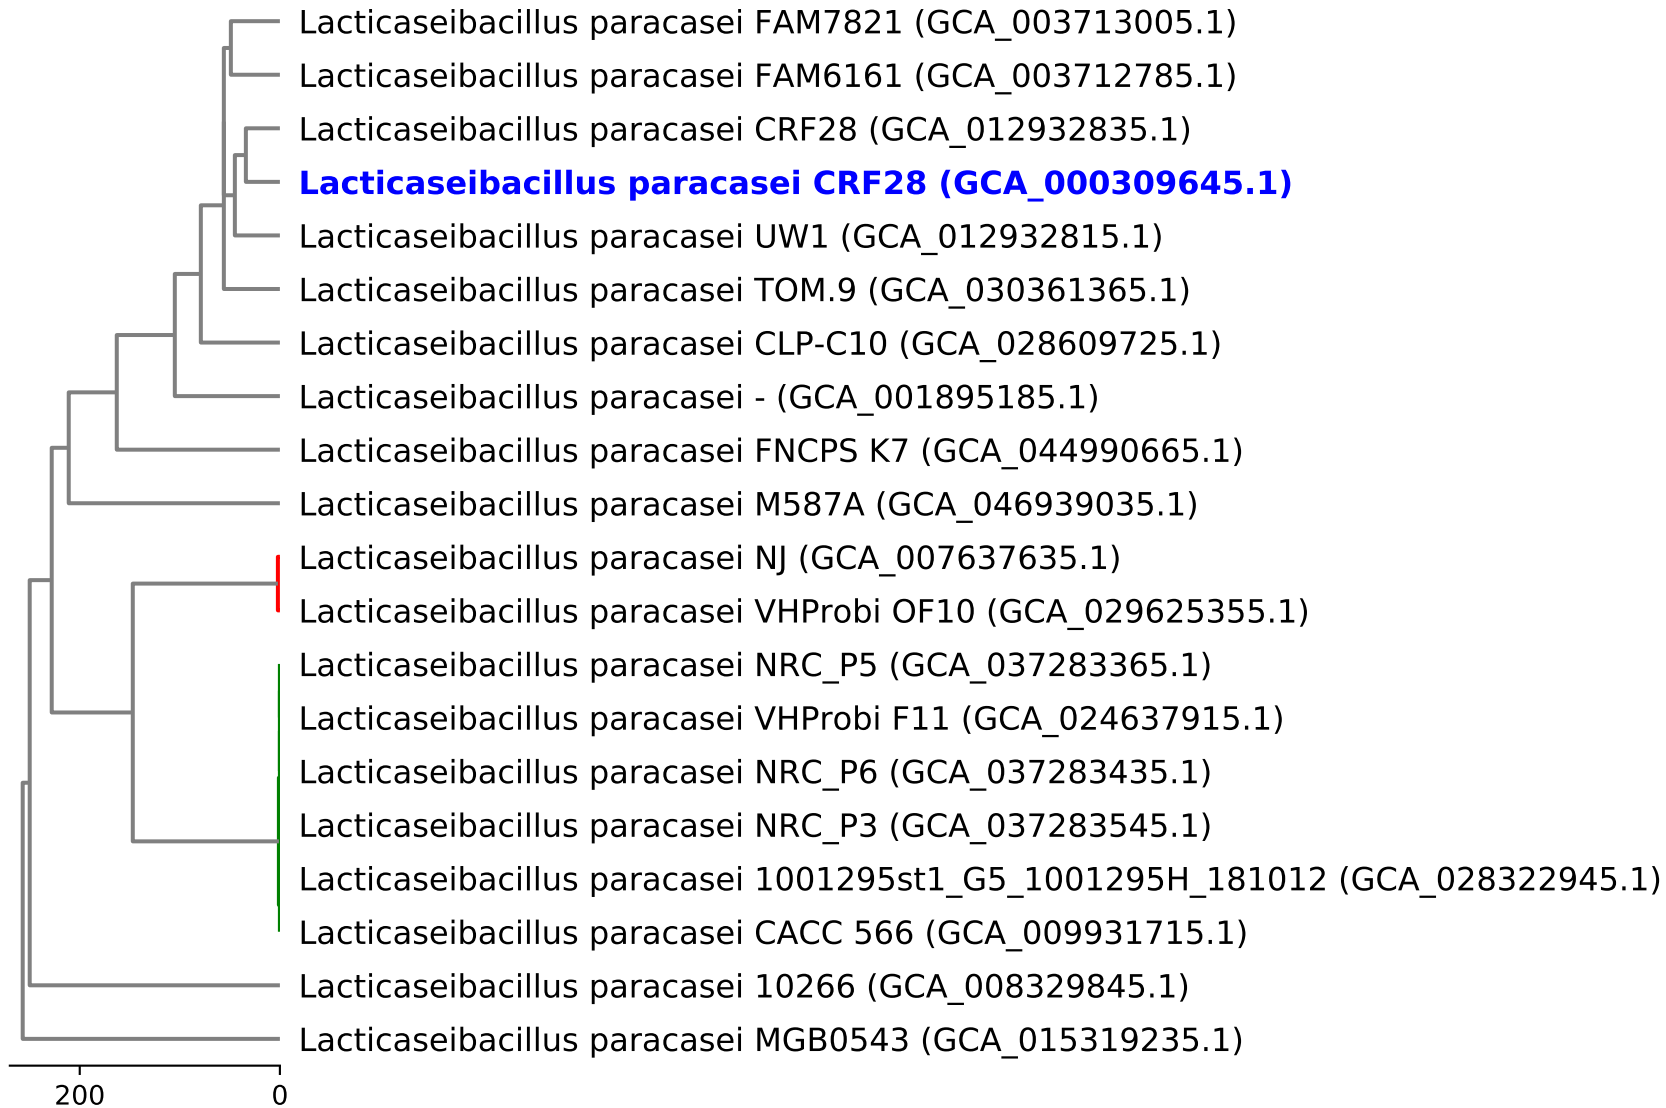 Lacticaseibacillus paracasei FAM7821 (GCA_003713005.1)
Lacticaseibacillus paracasei FAM6161 (GCA_003712785.1)
Lacticaseibacillus paracasei CRF28 (GCA_012932835.1)
Lacticaseibacillus paracasei CRF28 (GCA_000309645.1)
Lacticaseibacillus paracasei UW1 (GCA_012932815.1)
Lacticaseibacillus paracasei TOM.9 (GCA_030361365.1)
Lacticaseibacillus paracasei CLP-C10 (GCA_028609725.1)
Lacticaseibacillus paracasei - (GCA_001895185.1)
Lacticaseibacillus paracasei FNCPS K7 (GCA_044990665.1)
Lacticaseibacillus paracasei M587A (GCA_046939035.1)
Lacticaseibacillus paracasei NJ (GCA_007637635.1)
Lacticaseibacillus paracasei VHProbi OF10 (GCA_029625355.1)
Lacticaseibacillus paracasei NRC_P5 (GCA_037283365.1)
Lacticaseibacillus paracasei VHProbi F11 (GCA_024637915.1)
Lacticaseibacillus paracasei NRC_P6 (GCA_037283435.1)
Lacticaseibacillus paracasei NRC_P3 (GCA_037283545.1)
Lacticaseibacillus paracasei 1001295st1_G5_1001295H_181012 (GCA_028322945.1)
Lacticaseibacillus paracasei CACC 566 (GCA_009931715.1)
Lacticaseibacillus paracasei 10266 (GCA_008329845.1)
Lacticaseibacillus paracasei MGB0543 (GCA_015319235.1)
200 0